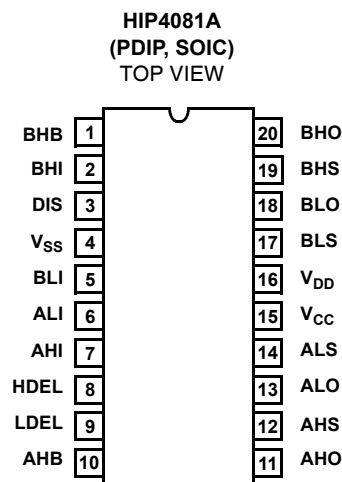 HIP4081A
(PDIP, SOIC)
TOP VIEW
BHB 1 20 BHO
BHI 2 19 BHS
DIS 3 18 BLO
VSS 4 17 BLS
BLI 5 16 VDD
ALI 6 15 VCC
AHI 7 14 ALS
HDEL 8 13 ALO
LDEL 9 12 AHS
AHB 10 11 AHO